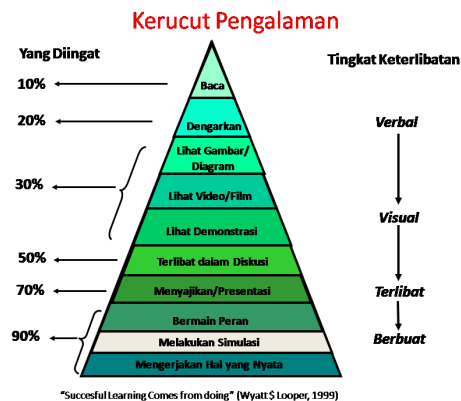 Kerucut Pengalaman
Yang Diingat
Tingkat Keterlibatan
10%
Baca
20%
Dengarkan
Verbal
Lihat Gambar/
Diagram
30%
Lihat Video/Film
Visual
Lihat Demonstrasi
50%
Terlibat dalam Diskusi
70%
Menyajikan/Presentasi
Terlibat
Bermain Peran
90%
Melakukan Simulasi
Berbuat
Mengerjakan Hal yang Nyata
"Succesful Learning Comes from doing" (Wyatt $ Looper, 1999)